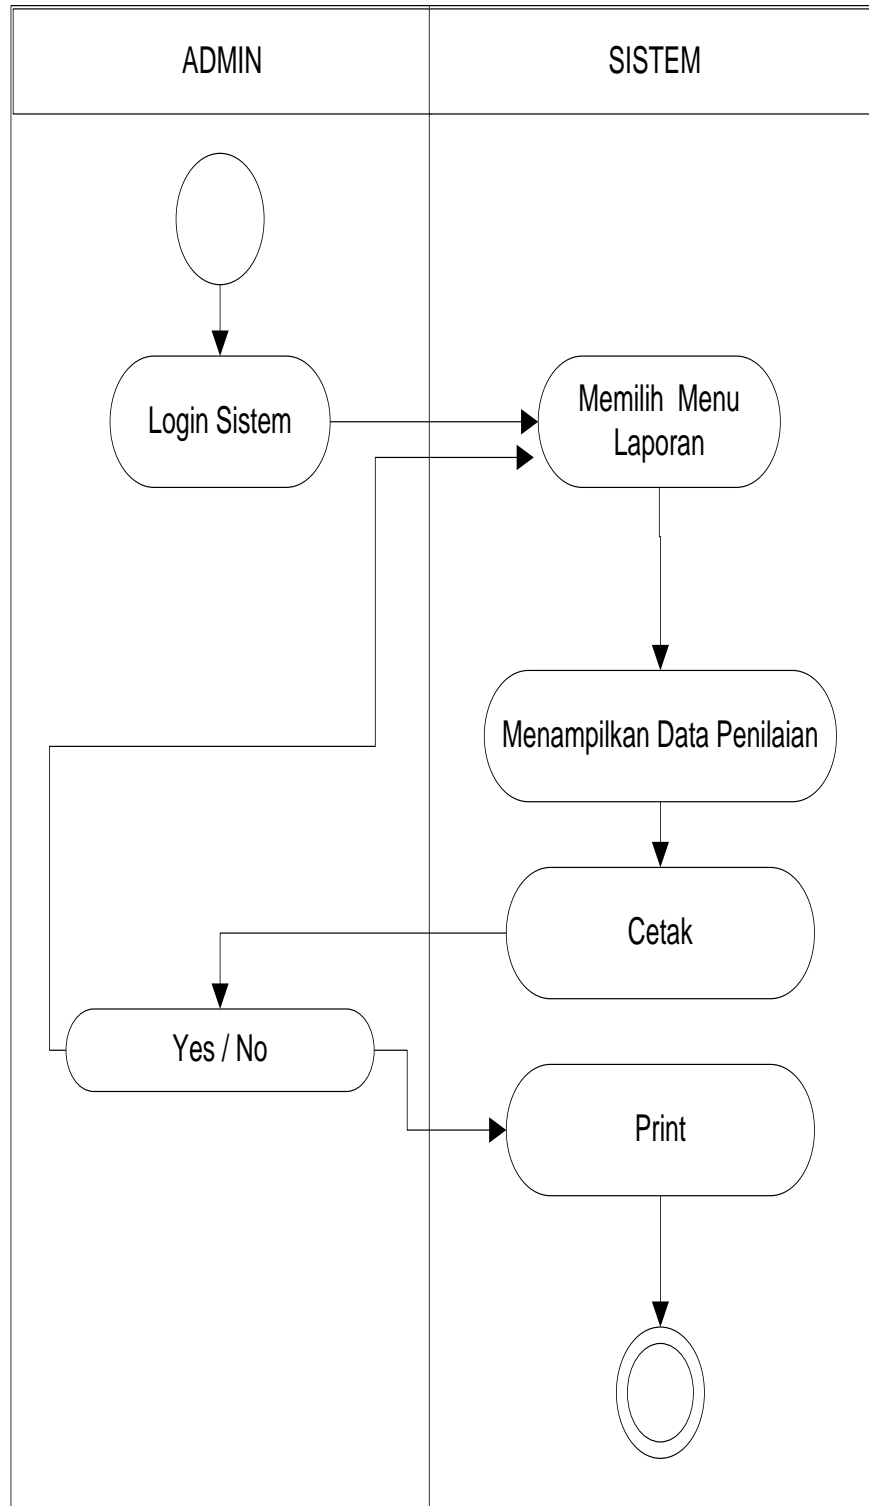 ADMIN
SISTEM
Login Sistem
Memilih Menu
Laporan
Menampilkan Data Penilaian
Cetak
Yes / No
Print